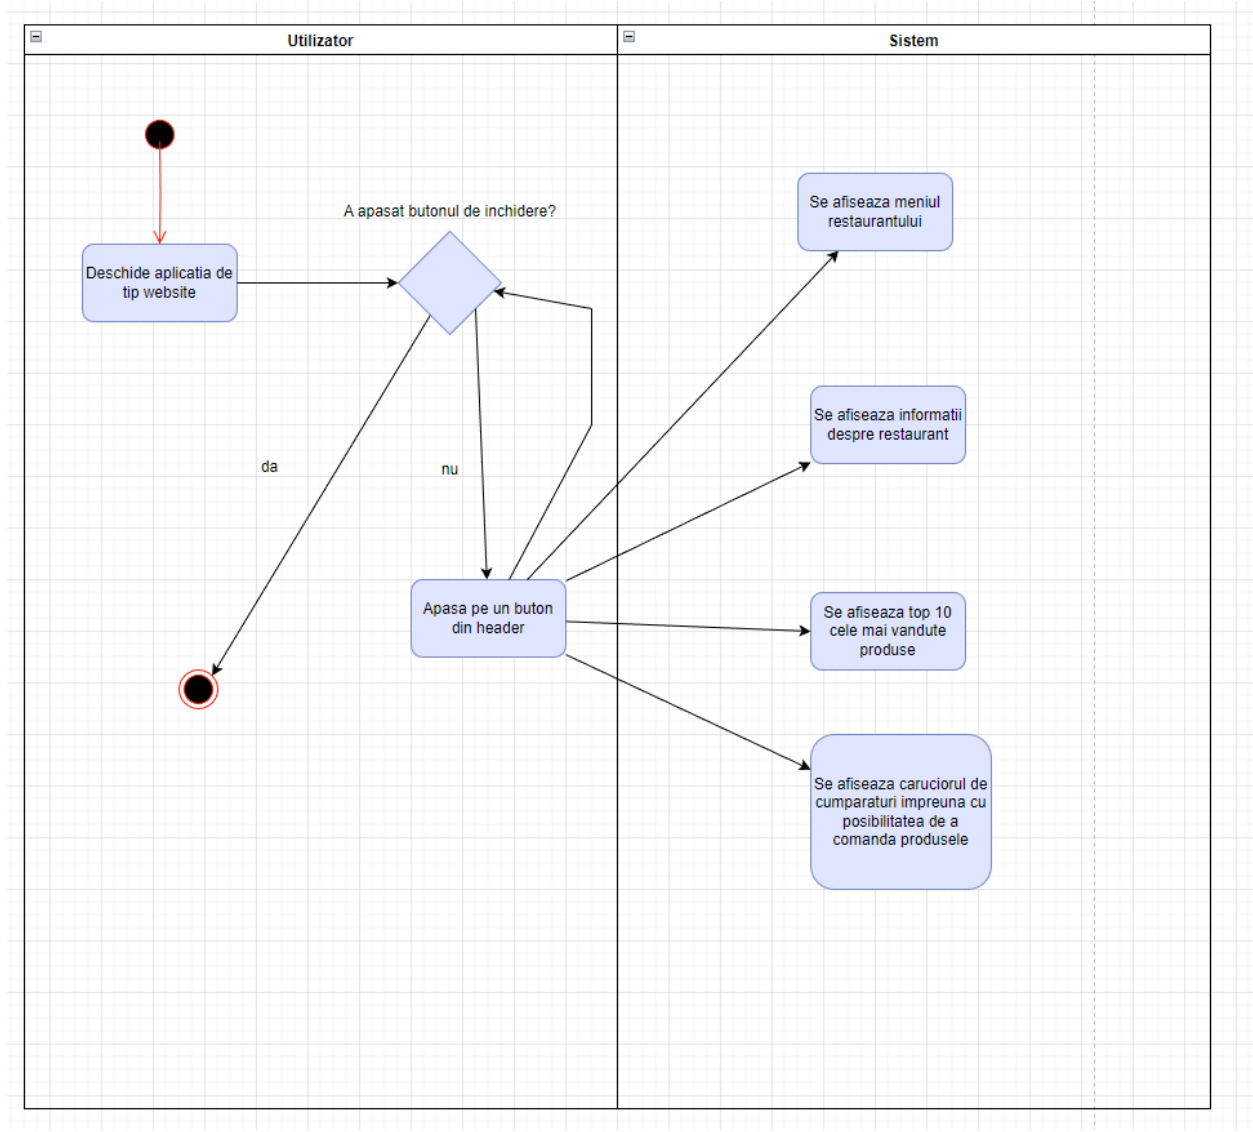 Utilizator
Sistem
A apasat butonul de inchidere?
Deschide aplicatia de
tip website
da
nu
Apasa pe un buton
din header
Se afiseaza meniul
restaurantului
Se afiseaza informatii
despre restaurant
Se afiseaza top 10
cele mai vandute
produse
Se afiseaza caruciorul de
cumparaturi impreuna cu
posibilitatea de a
comanda produsele